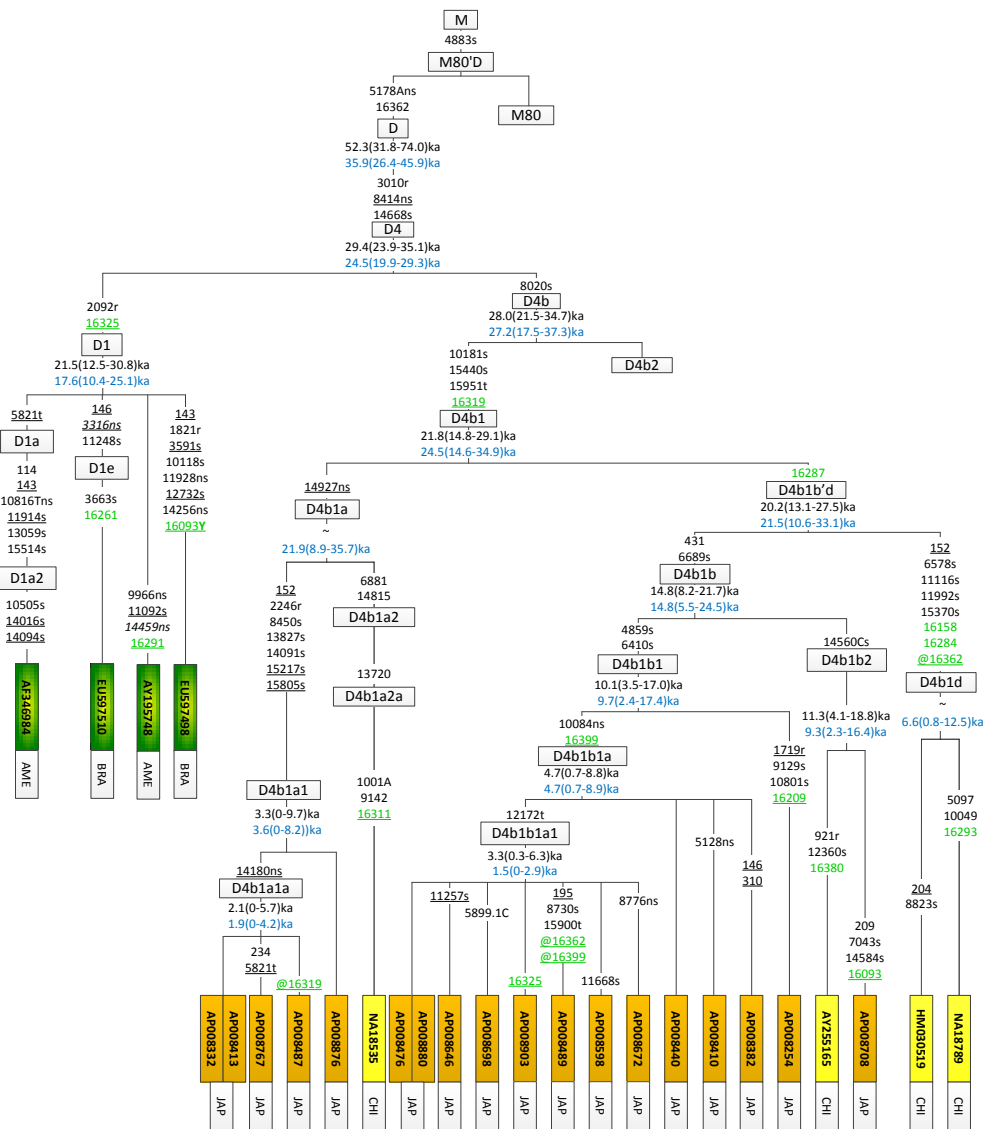 M
4883s
M80'D
5178Ans
16362
M80
D
52.3(31.8-74.0)ka
35.9(26.4-45.9)ka
3010r
8414ns
14668s
D4
29.4(23.9-35.1)ka
24.5(19.9-29.3)ka
2092r
16325
D1
21.5(12.5-30.8)ka
17.6(10.4-25.1)ka
5821t
D1a
114
143
10816Tns
11914s
13059s
15514s
D1a2
10505s
14016s
14094s
AF346984
AME
146
3316ns
11248s
D1e
3663s
16261
EU597510
BRA
9966ns
11092s
14459ns
16291
AY195748
AME
143
1821r
3591s
10118s
11928ns
12732s
14256ns
16093Y
EU597498
BRA
8020s
D4b
28.0(21.5-34.7)ka
27.2(17.5-37.3)ka
D4b2
10181s
15440s
15951t
16319
D4b1
21.8(14.8-29.1)ka
24.5(14.6-34.9)ka
14927ns
D4b1a
~
21.9(8.9-35.7)ka
152
2246r
8450s
13827s
14091s
15217s
15805s
D4b1a1
3.3(0-9.7)ka
3.6(0-8.2))ka
14180ns
D4b1a1a
2.1(0-5.7)ka
1.9(0-4.2)ka
234
5821t
@16319
6881
14815
D4b1a2
13720
D4b1a2a
1001A
9142
16311
16287
D4b1b’d
20.2(13.1-27.5)ka
21.5(10.6-33.1)ka
431
6689s
D4b1b
14.8(8.2-21.7)ka
14.8(5.5-24.5)ka
4859s
6410s
D4b1b1
10.1(3.5-17.0)ka
9.7(2.4-17.4)ka
10084ns
16399
D4b1b1a
4.7(0.7-8.8)ka
4.7(0.7-8.9)ka
12172t
D4b1b1a1
3.3(0.3-6.3)ka
1.5(0-2.9)ka
11257s
5899.1C
16325
195
8730s
15900t
@16362
@16399
11668s
8776ns
5128ns
146
310
1719r
9129s
10801s
16209
14560Cs
D4b1b2
11.3(4.1-18.8)ka
9.3(2.3-16.4)ka
921r
12360s
16380
209
7043s
14584s
16093
152
6578s
11116s
11992s
15370s
16158
16284
@16362
D4b1d
~
6.6(0.8-12.5)ka
204
8823s
5097
10049
16293
AP008332
AP008413
AP008767
AP008487
AP008876
NA18535
AP008476
AP008880
AP008646
AP008698
AP008903
AP008489
AP008598
AP008672
AP008440
AP008410
AP008382
AP008254
AY255165
AP008708
HM030519
NA18789
JAP
JAP
JAP
JAP
CHI
JAP
JAP
JAP
JAP
JAP
JAP
JAP
JAP
JAP
JAP
JAP
CHI
JAP
CHI
CHI